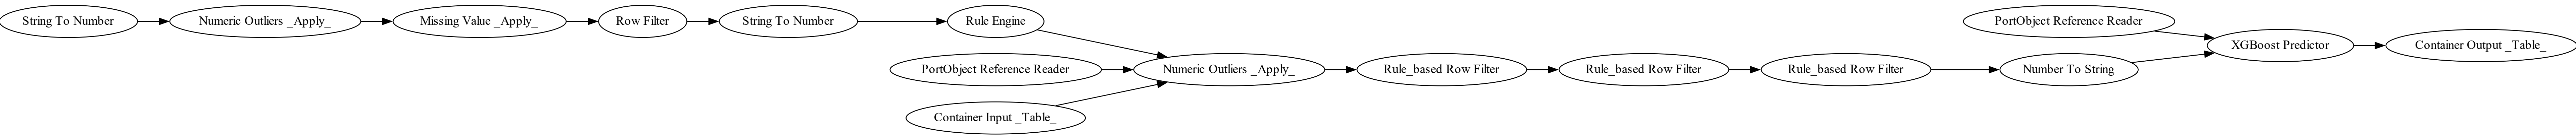 String To Number
Numeric Outliers _Apply_
Missing Value _Apply_
Row Filter
String To Number
Rule Engine
PortObject Reference Reader
Container Input _Table_
Numeric Outliers _Apply_
Rule_based Row Filter
Rule_based Row Filter
Rule_based Row Filter
Number To String
PortObject Reference Reader
XGBoost Predictor
Container Output _Table_